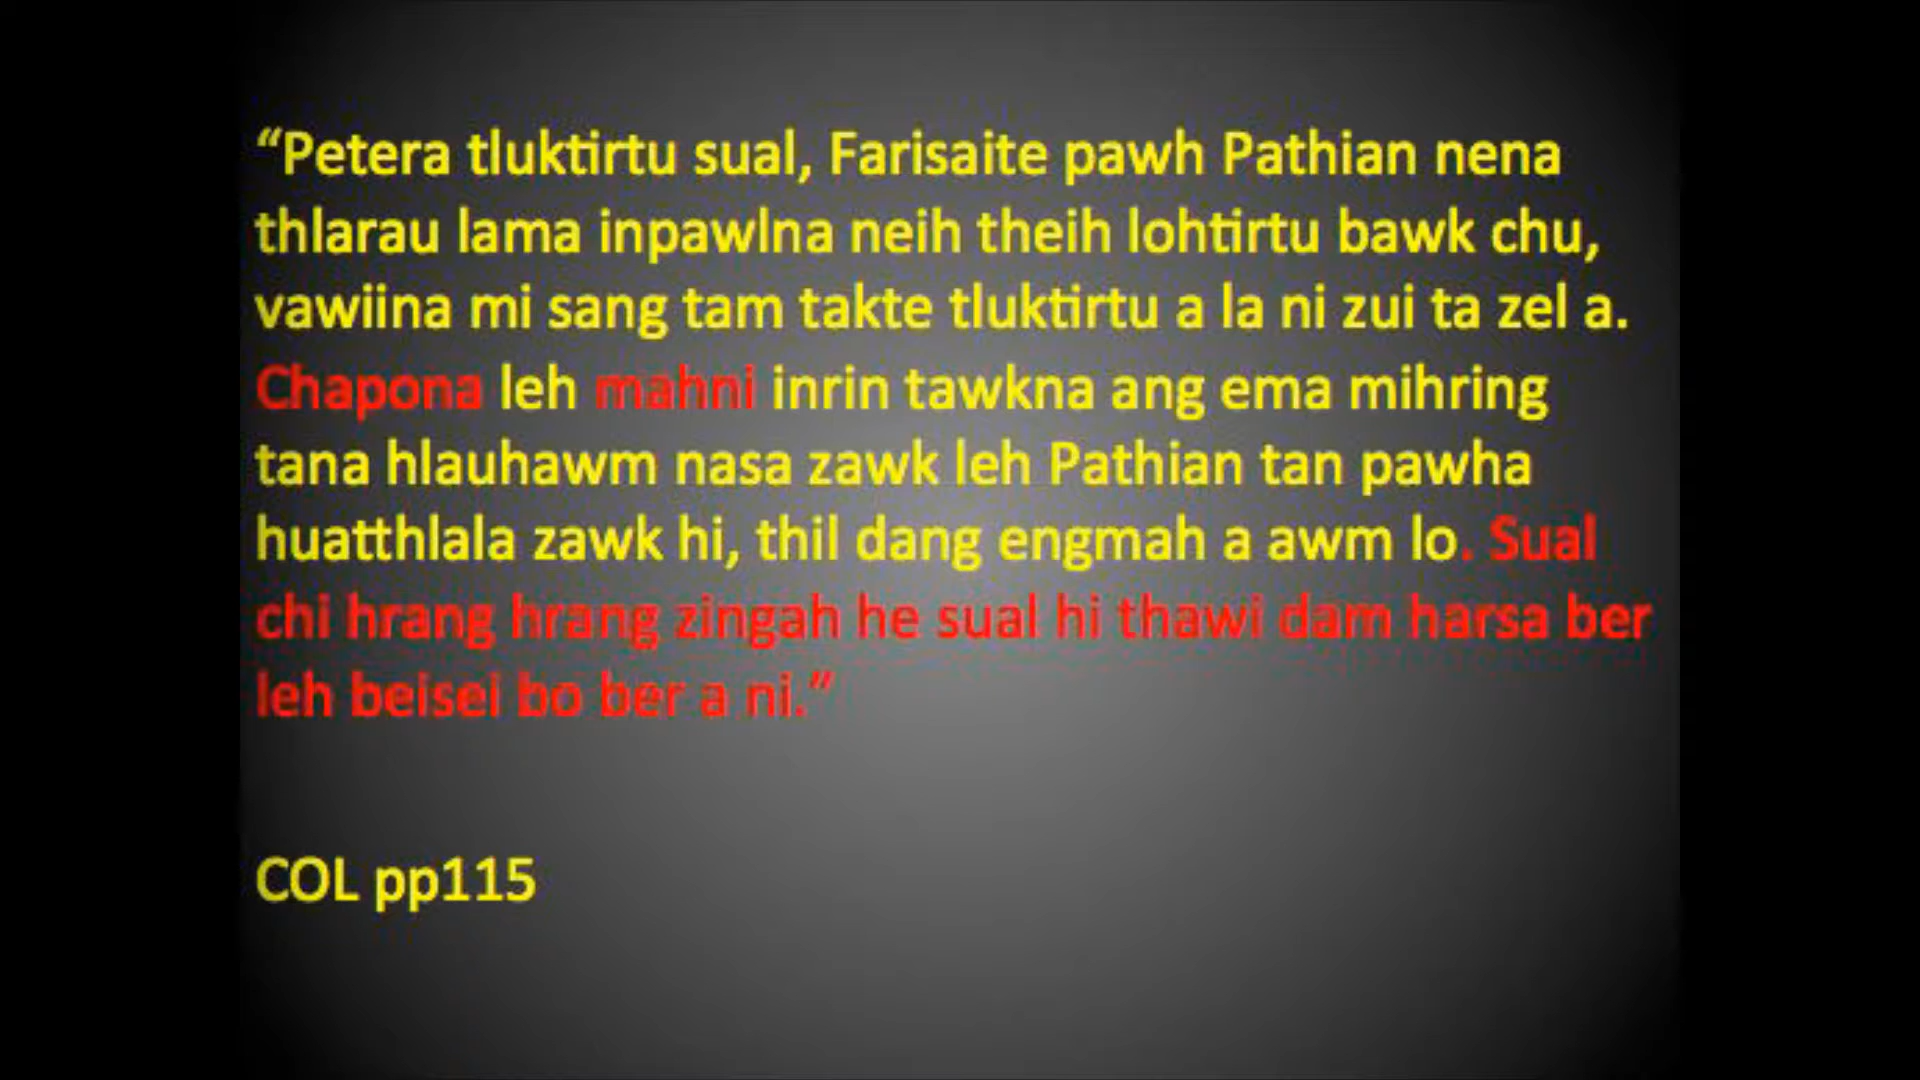 “Petera tluktirtu sual, Farisaite pawh Pathian nena
thlarau lama inpawlna neih theih lohtirtu bawk chu,
vawiina mi sang tam takte tluktirtu a la ni zui ta zel a.
Chapona leh mahni inrin tawkna ang ema mihring
tana hlauhawm nasa zawk leh Pathian tan pawha
huatthlala zawk hi, thil dang engmah a awm lo. Sual
chi hrang hrang zingah he sual hi thawi dam harsa ber
leh beisei bo ber a ni.”
COL pp115